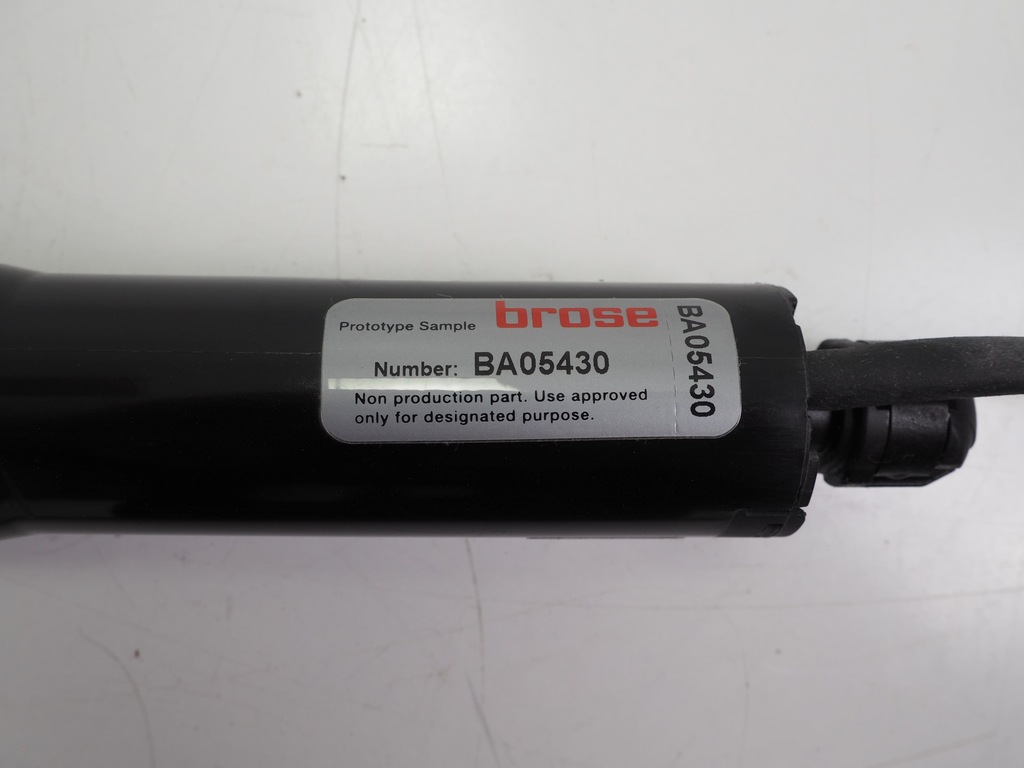 Prototype Sample brose
Number: BA05430
Non production part. Use approved
only for designated purpose.
BA05430